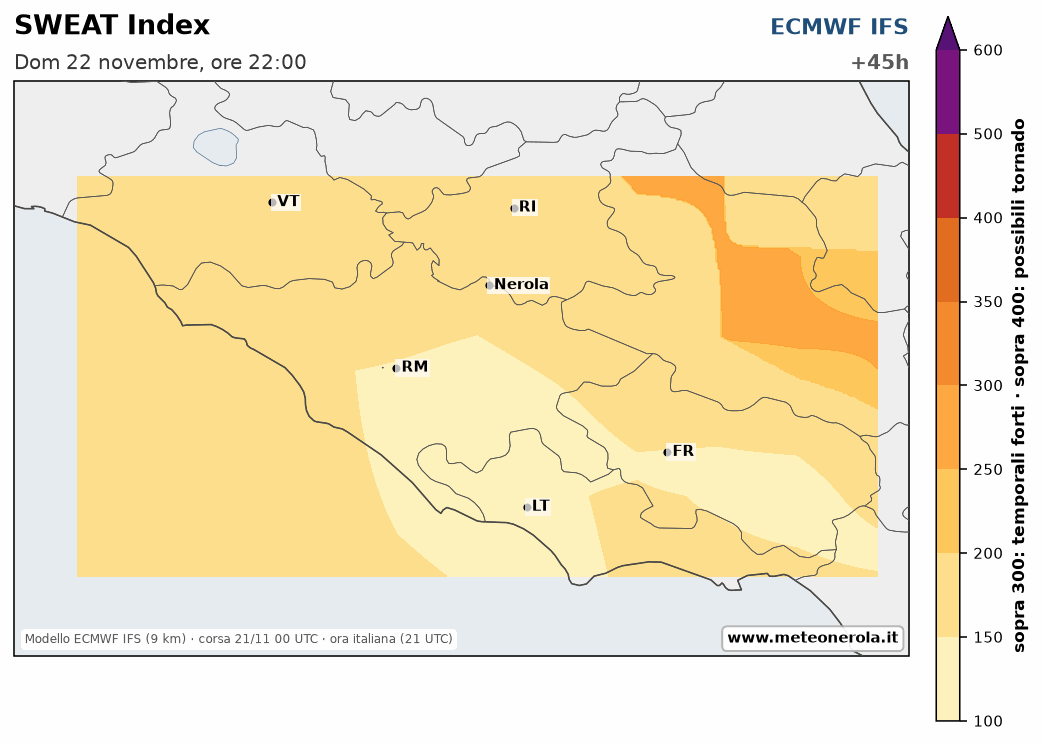 SWEAT Index
ECMWF IFS
Dom 22 novembre, ore 22:00
+45h
VT
RI
Nerola
RM
FR
LT
Modello ECMWF IFS (9 km) · corsa 21/11 00 UTC · ora italiana (21 UTC)
www.meteonerola.it
600
500
400
350
300
250
200
150
100
sopra 300: temporali forti · sopra 400: possibili tornado